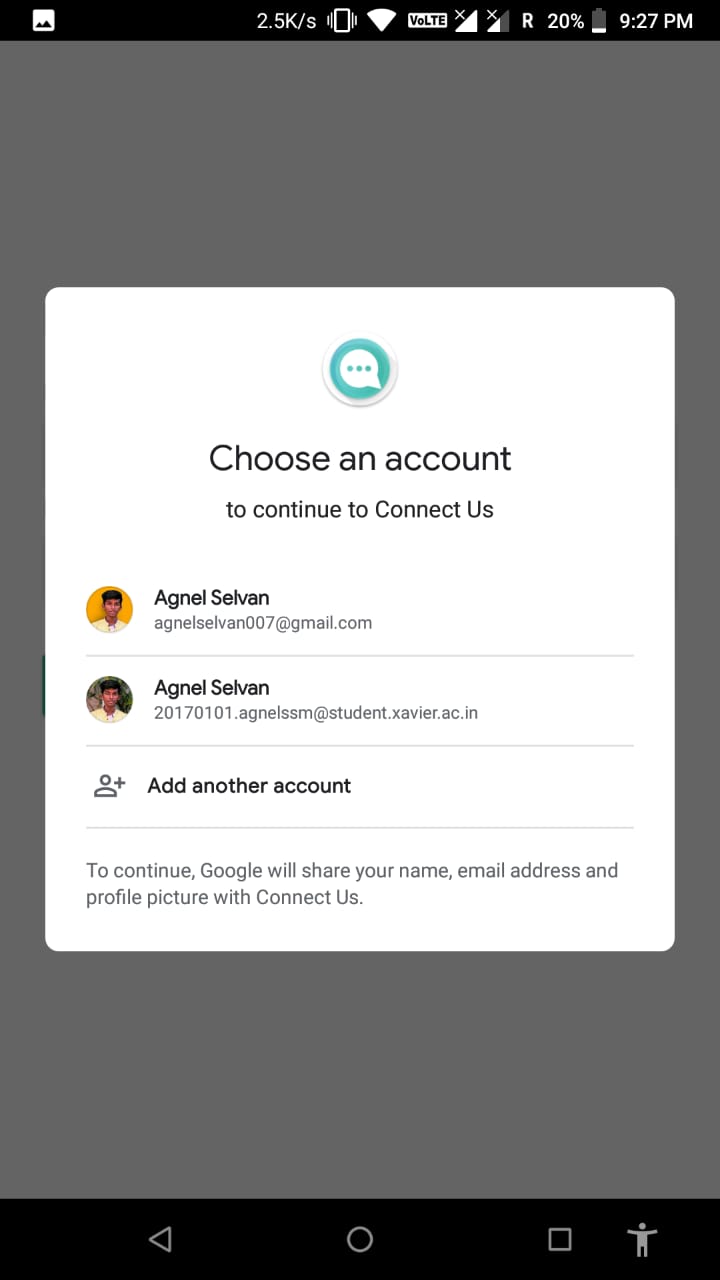 2.5K/s VoLTE R 20% 9:27 PM
Choose an account
to continue to Connect Us
Agnel Selvan
agnelselvan007@gmail.com
Agnel Selvan
20170101.agnelssm@student.xavier.ac.in
Add another account
To continue, Google will share your name, email address and
profile picture with Connect Us.